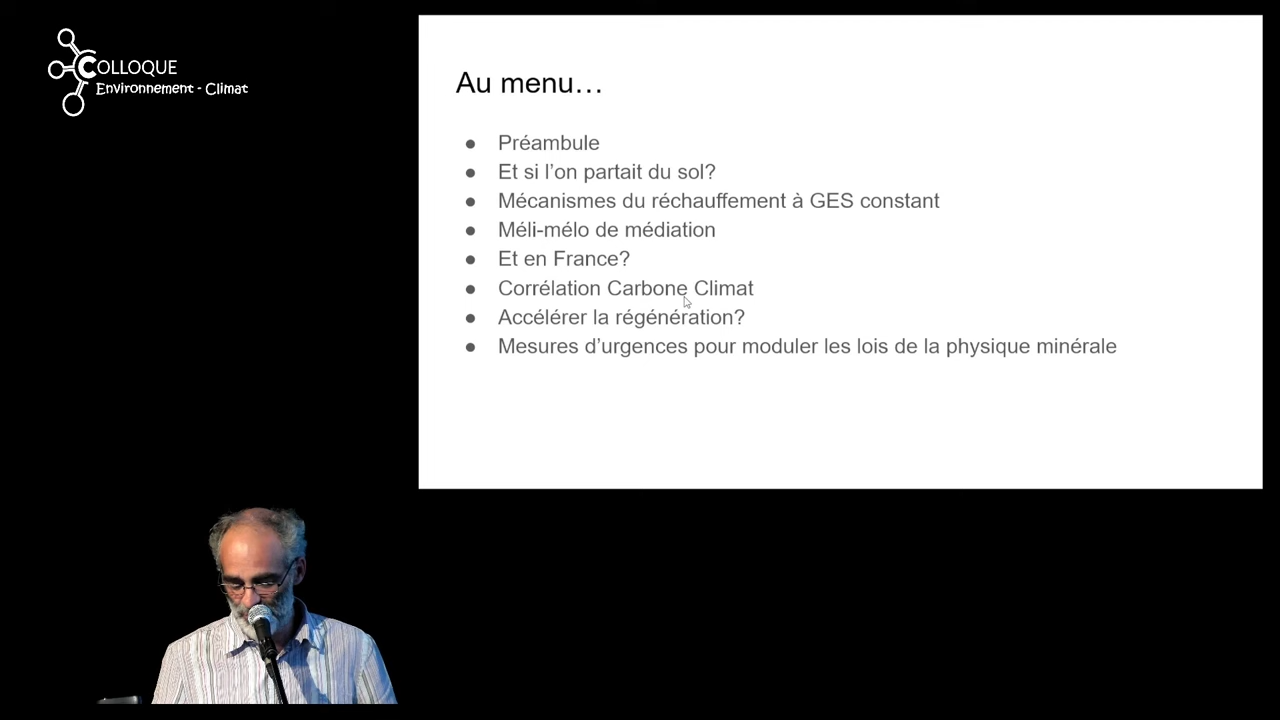 COLLOQUE
Environnement - Climat
Au menu…
● Préambule
● Et si l’on partait du sol?
● Mécanismes du réchauffement à GES constant
● Méli-mélo de médiation
● Et en France?
● Corrélation Carbone Climat
● Accélérer la régénération?
● Mesures d’urgences pour moduler les lois de la physique minérale